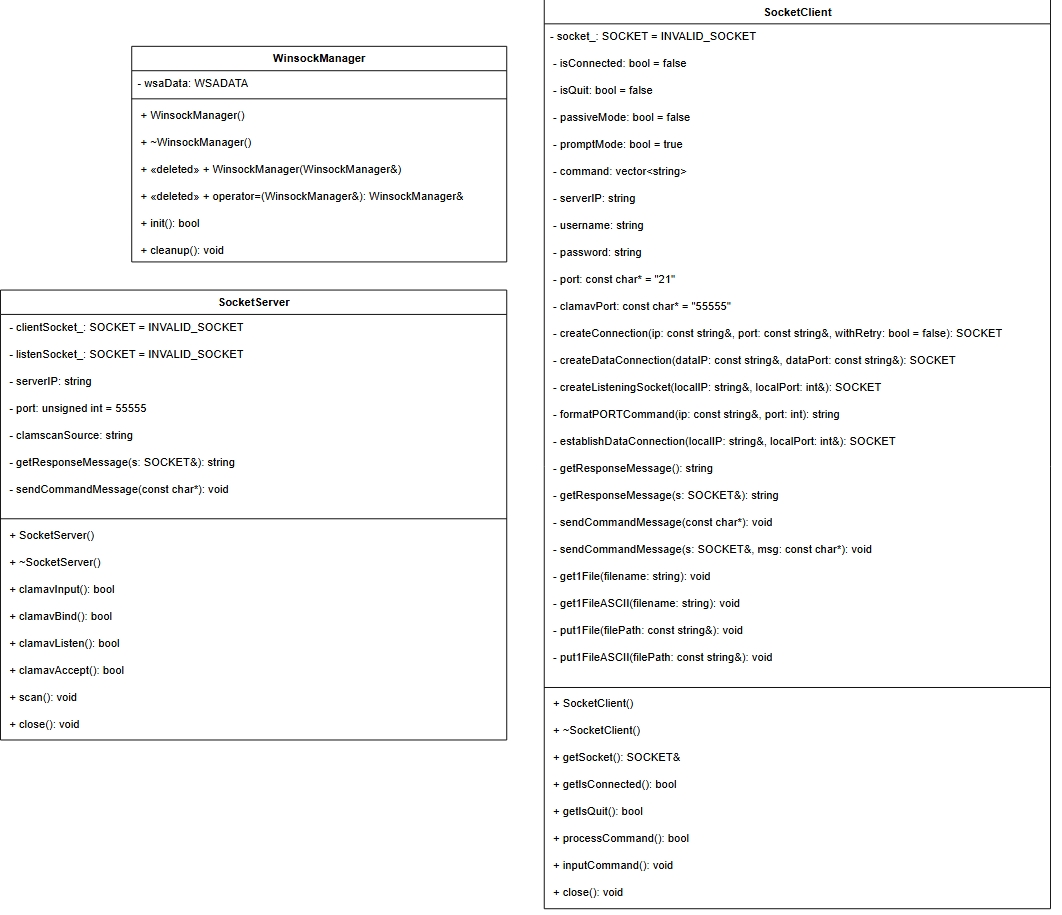 WinsockManager
- wsaData: WSADATA
+ WinsockManager()
+ ~WinsockManager()
+ «deleted» + WinsockManager(WinsockManager&)
+ «deleted» + operator=(WinsockManager&): WinsockManager&
+ init(): bool
+ cleanup(): void
SocketServer
- clientSocket_: SOCKET = INVALID_SOCKET
- listenSocket_: SOCKET = INVALID_SOCKET
- serverIP: string
- port: unsigned int = 55555
- clamscanSource: string
- getResponseMessage(s: SOCKET&): string
- sendCommandMessage(const char*): void
+ SocketServer()
+ ~SocketServer()
+ clamavInput(): bool
+ clamavBind(): bool
+ clamavListen(): bool
+ clamavAccept(): bool
+ scan(): void
+ close(): void
SocketClient
- socket_: SOCKET = INVALID_SOCKET
- isConnected: bool = false
- isQuit: bool = false
- passiveMode: bool = false
- promptMode: bool = true
- command: vector<string>
- serverIP: string
- username: string
- password: string
- port: const char* = "21"
- clamavPort: const char* = "55555"
- createConnection(ip: const string&, port: const string&, withRetry: bool = false): SOCKET
- createDataConnection(dataIP: const string&, dataPort: const string&): SOCKET
- createListeningSocket(localIP: string&, localPort: int&): SOCKET
- formatPORTCommand(ip: const string&, port: int): string
- establishDataConnection(localIP: string&, localPort: int&): SOCKET
- getResponseMessage(): string
- getResponseMessage(s: SOCKET&): string
- sendCommandMessage(const char*): void
- sendCommandMessage(s: SOCKET&, msg: const char*): void
- get1File(filename: string): void
- get1FileASCII(filename: string): void
- put1File(filePath: const string&): void
- put1FileASCII(filePath: const string&): void
+ SocketClient()
+ ~SocketClient()
+ getSocket(): SOCKET&
+ getIsConnected(): bool
+ getIsQuit(): bool
+ processCommand(): bool
+ inputCommand(): void
+ close(): void